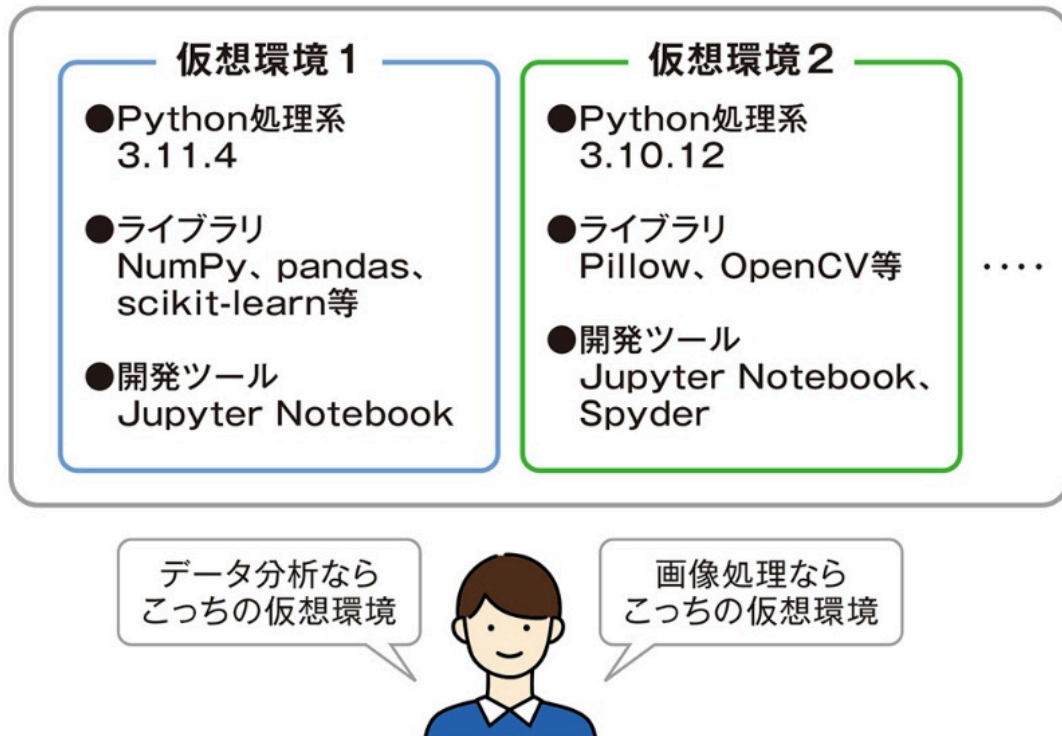 仮想環境1
●Python処理系
3.11.4
●ライブラリ
NumPy、pandas、
scikit-learn等
●開発ツール
Jupyter Notebook
仮想環境2
●Python処理系
3.10.12
●ライブラリ
Pillow、OpenCV等
●開発ツール
Jupyter Notebook、
Spyder
････
データ分析なら
こっちの仮想環境
画像処理なら
こっちの仮想環境